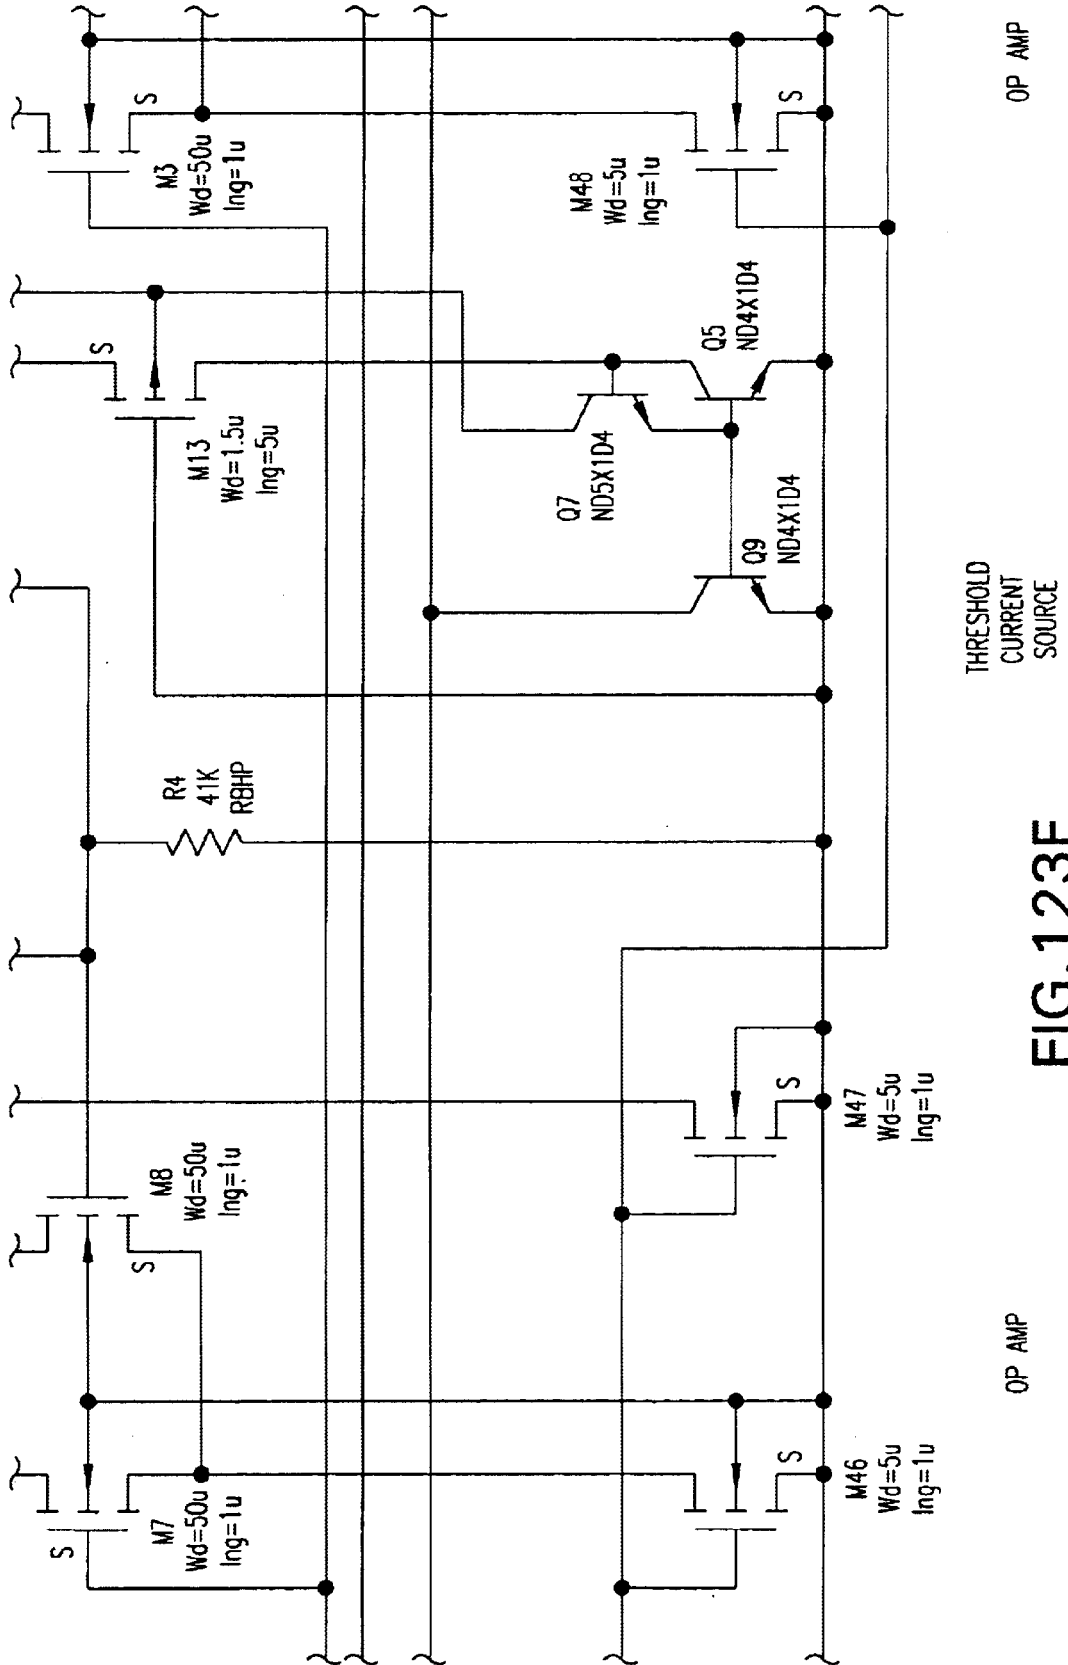 S
M7
Wd=50u
lng=1u
M8
Wd=50u
lng=1u
S
R4
41K
RBHP
S
M13
Wd=1.5u
lng=5u
S
M3
Wd=50u
lng=1u
Q7
ND5X1D4
Q5
ND4X1D4
Q9
ND4X1D4
M48
Wd=5u
lng=1u
S
S
M46
Wd=5u
lng=1u
S
M47
Wd=5u
lng=1u
OP AMP
THRESHOLD
CURRENT
SOURCE
OP AMP
FIG.123F